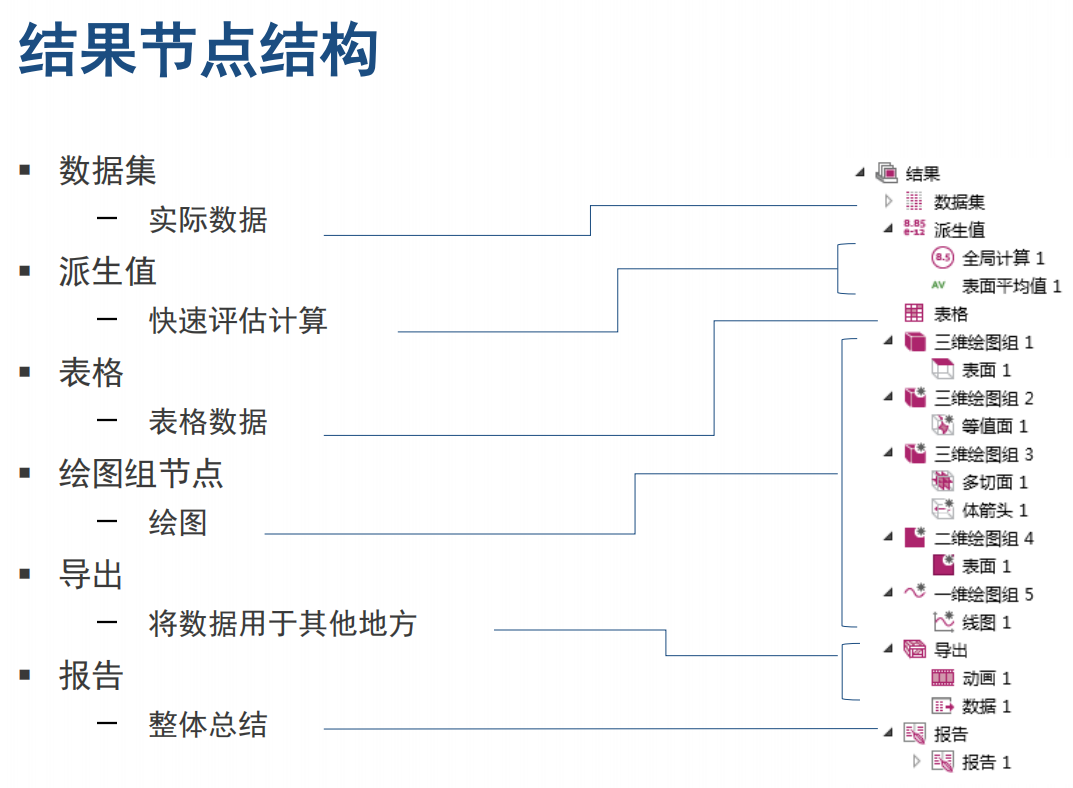 结果节点结构
▪ 数据集
— 实际数据
▪ 派生值
— 快速评估计算
▪ 表格
— 表格数据
▪ 绘图组节点
— 绘图
▪ 导出
— 将数据用于其他地方
▪ 报告
— 整体总结
结果
数据集
8.85
e-12
派生值
8.5 全局计算 1
AV 表面平均值 1
表格
三维绘图组 1
表面 1
三维绘图组 2
等值面 1
三维绘图组 3
多切面 1
体箭头 1
二维绘图组 4
表面 1
一维绘图组 5
线图 1
导出
动画 1
数据 1
报告
报告 1